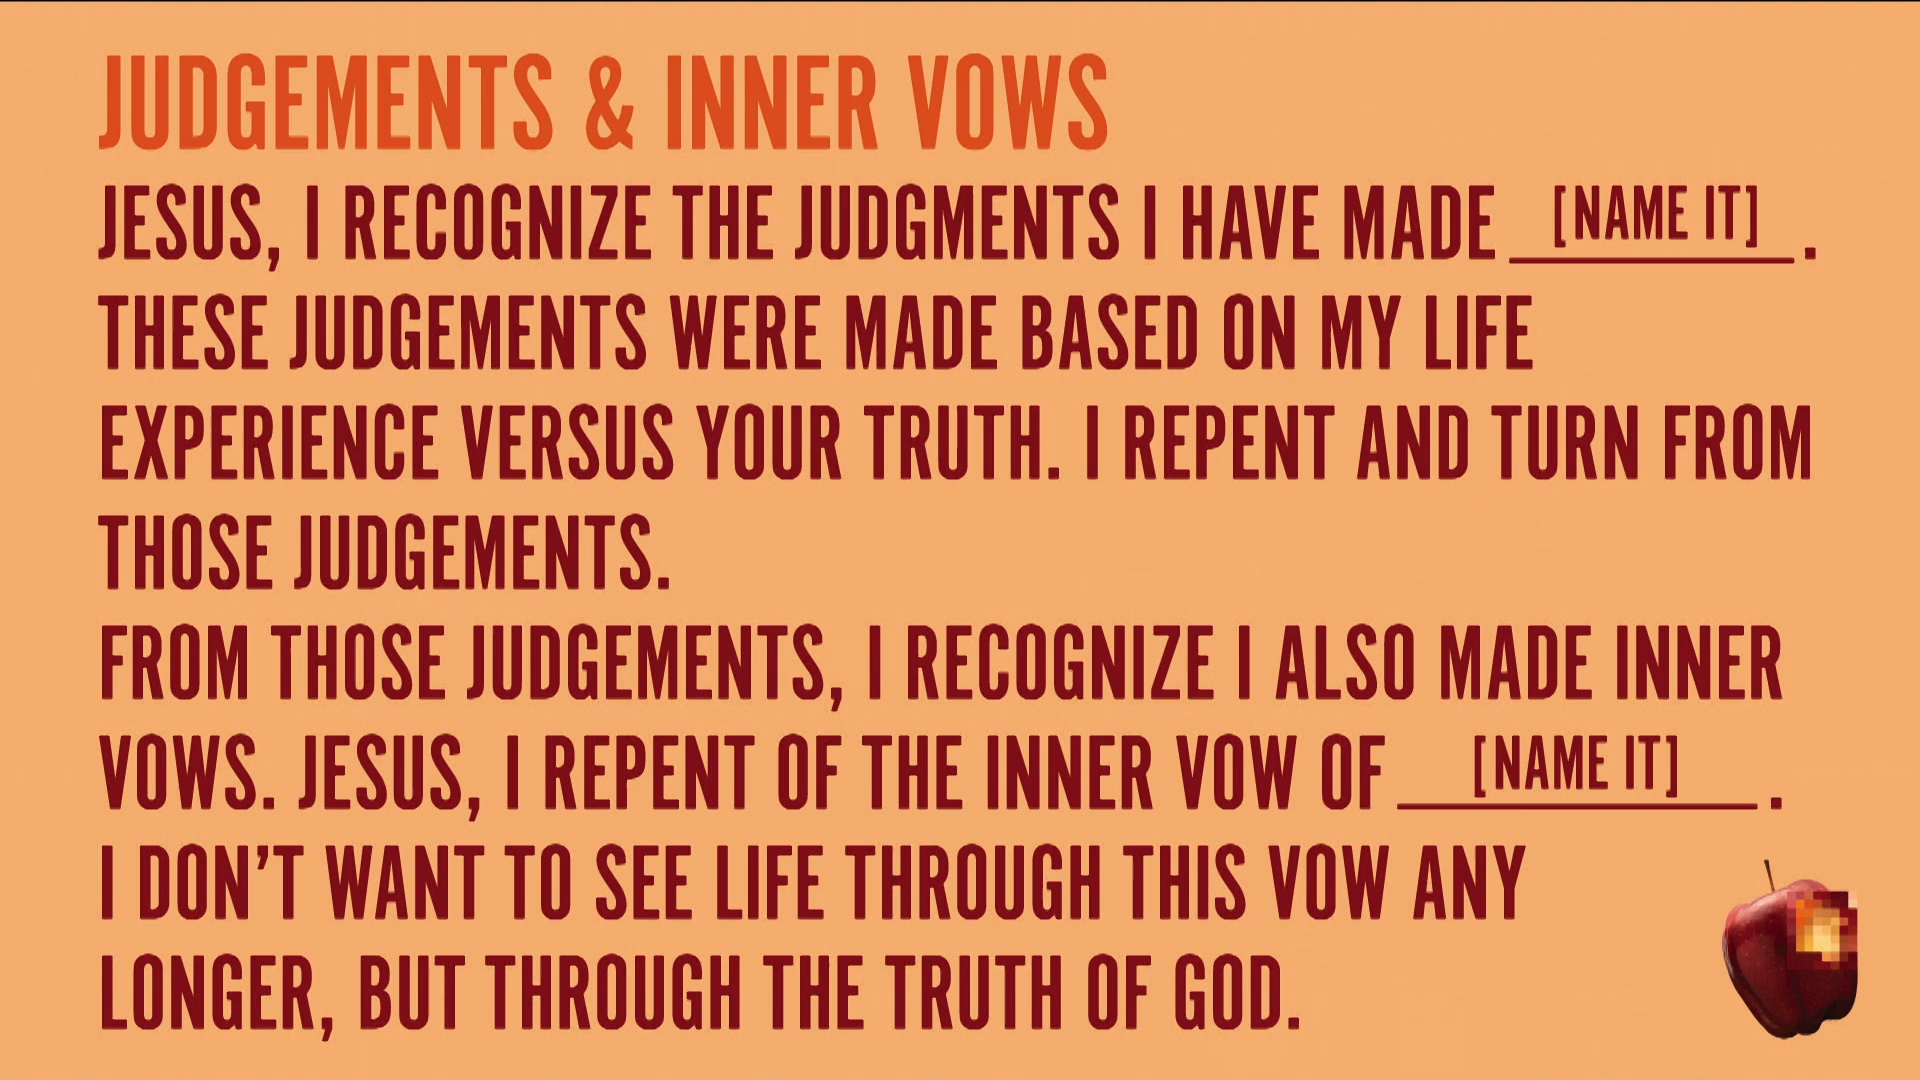 JUDGEMENTS & INNER VOWS
JESUS, I RECOGNIZE THE JUDGMENTS I HAVE MADE [NAME IT].
THESE JUDGEMENTS WERE MADE BASED ON MY LIFE
EXPERIENCE VERSUS YOUR TRUTH. I REPENT AND TURN FROM
THOSE JUDGEMENTS.
FROM THOSE JUDGEMENTS, I RECOGNIZE I ALSO MADE INNER
VOWS. JESUS, I REPENT OF THE INNER VOW OF [NAME IT].
I DON'T WANT TO SEE LIFE THROUGH THIS VOW ANY
LONGER, BUT THROUGH THE TRUTH OF GOD.